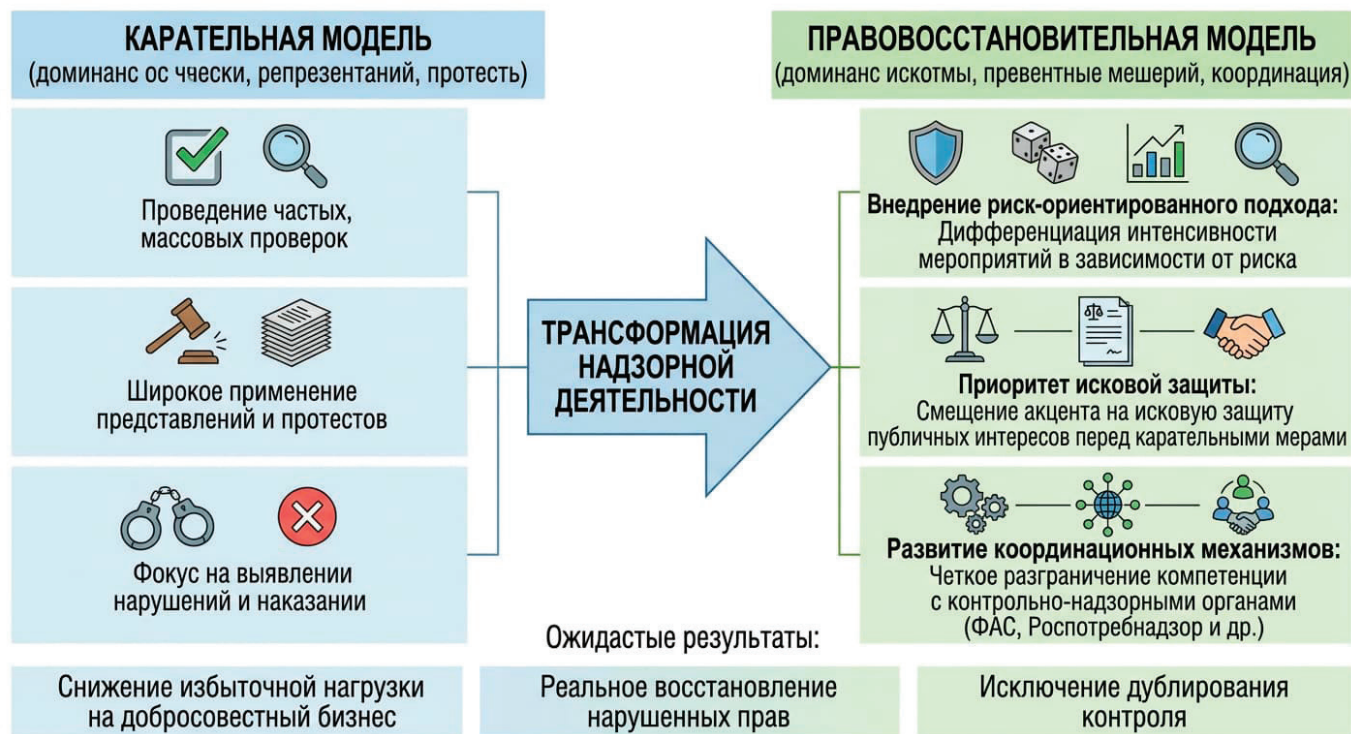 КАРАТЕЛЬНАЯ МОДЕЛЬ
(доминанс ос чвески, репрезентаний, протесть)
Проведение частых,
массовых проверок
Широкое применение
представлений и протестов
Фокус на выявлении
нарушений и наказании
ТРАНСФОРМАЦИЯ
НАДЗОРНОЙ
ДЕЯТЕЛЬНОСТИ
ПРАВОВОССТАНОВИТЕЛЬНАЯ МОДЕЛЬ
(доминанс искотмы, превентные мешерий, координация)
Внедрение риск-ориентированного подхода:
Дифференциация интенсивности
мероприятий в зависимости от риска
Приоритет исковой защиты:
Смещение акцента на исковую защиту
публичных интересов перед карательными мерами
Развитие координационных механизмов:
Четкое разграничение компетенции
с контрольно-надзорными органами
(ФАС, Роспотребнадзор и др.)
Ожидастые результаты:
Снижение избыточной нагрузки
на добросовестный бизнес
Реальное восстановление
нарушенных прав
Исключение дублирования
контроля